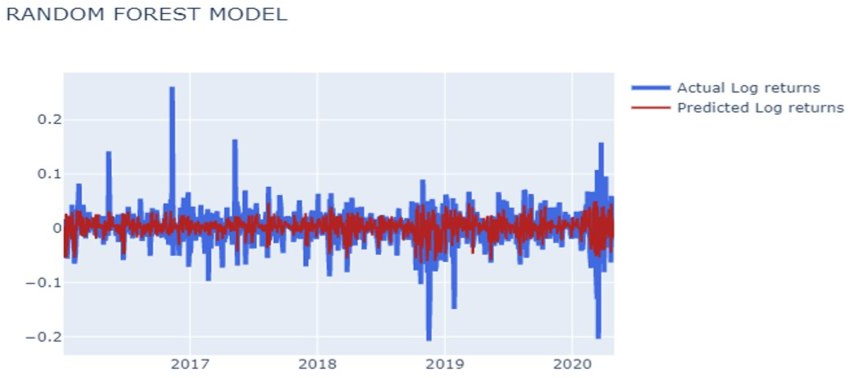 RANDOM FOREST MODEL
Actual Log returns
Predicted Log returns
0.2
0.1
0
−0.1
−0.2
2017 2018 2019 2020